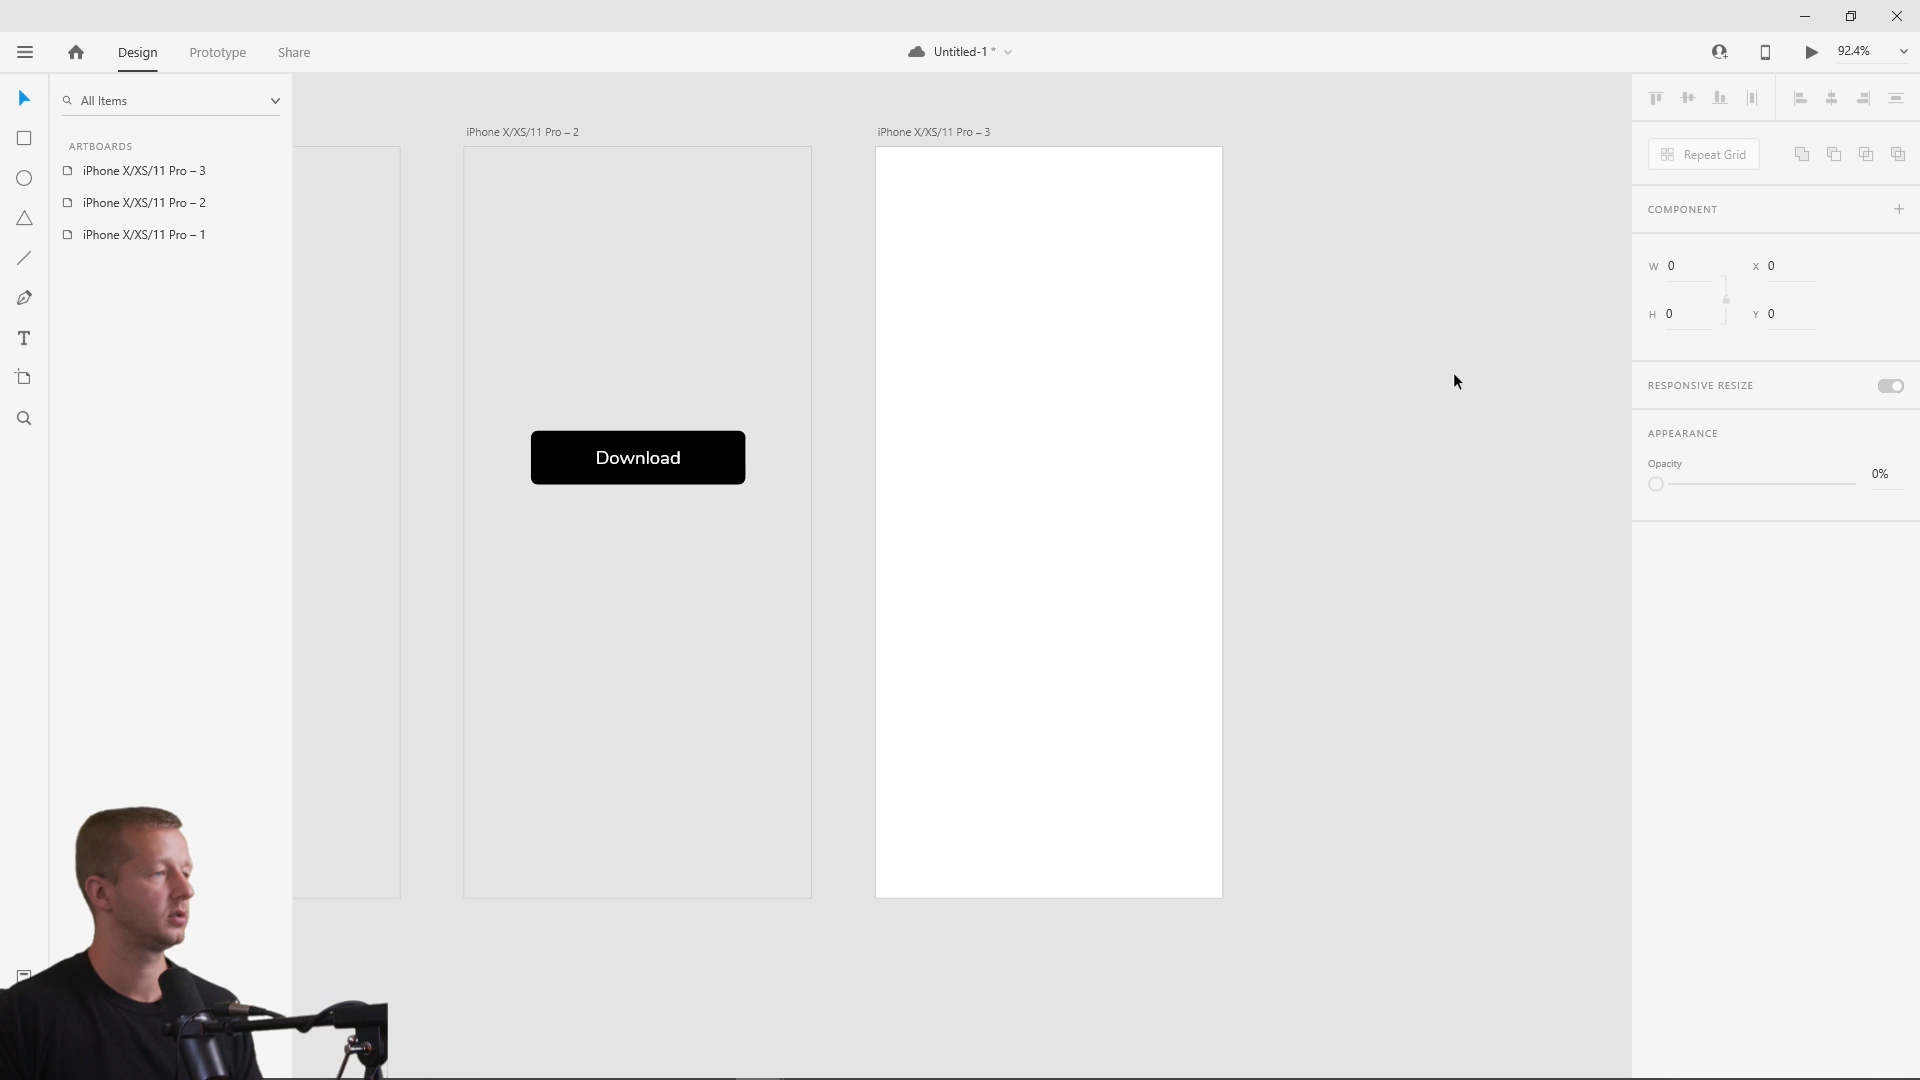 Design Prototype Share
Untitled-1 *
92.4%
All Items
ARTBOARDS
iPhone X/XS/11 Pro – 3
iPhone X/XS/11 Pro – 2
iPhone X/XS/11 Pro – 1
iPhone X/XS/11 Pro – 2
Download
iPhone X/XS/11 Pro – 3
Repeat Grid
COMPONENT
W 0 X 0
H 0 Y 0
RESPONSIVE RESIZE
APPEARANCE
Opacity
0%